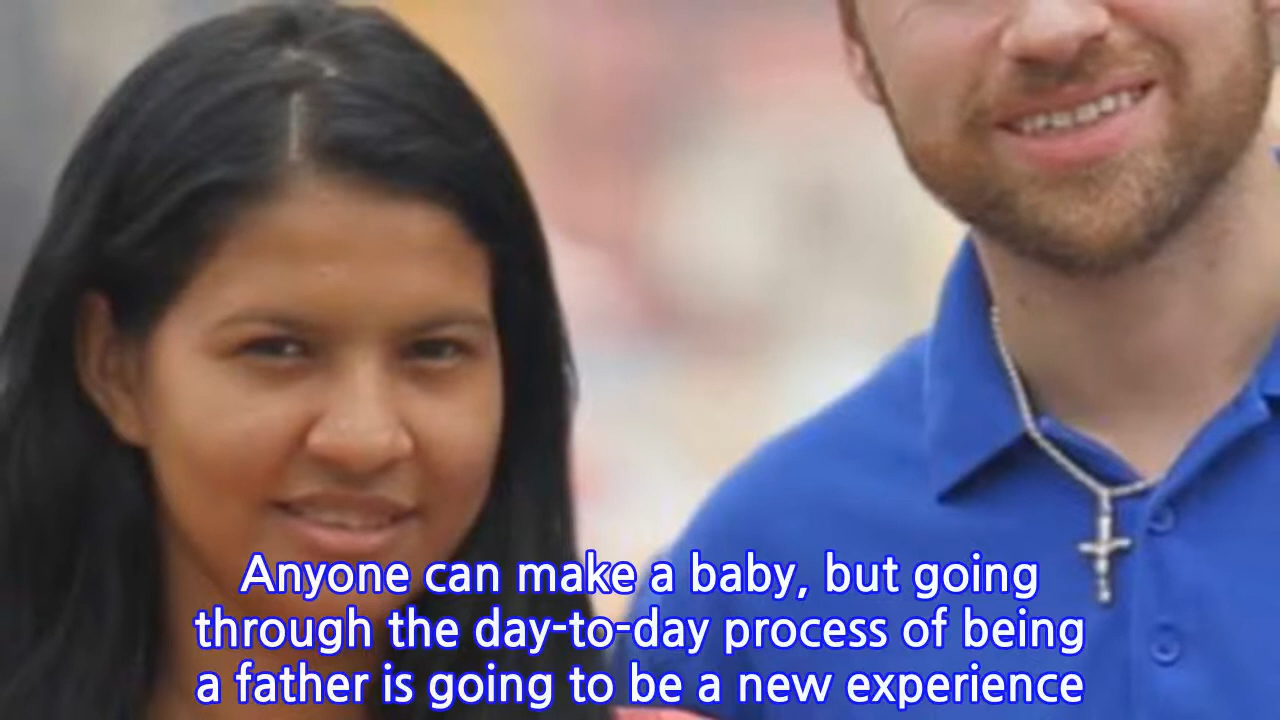 Anyone can make a baby, but going
through the day-to-day process of being
a father is going to be a new experience